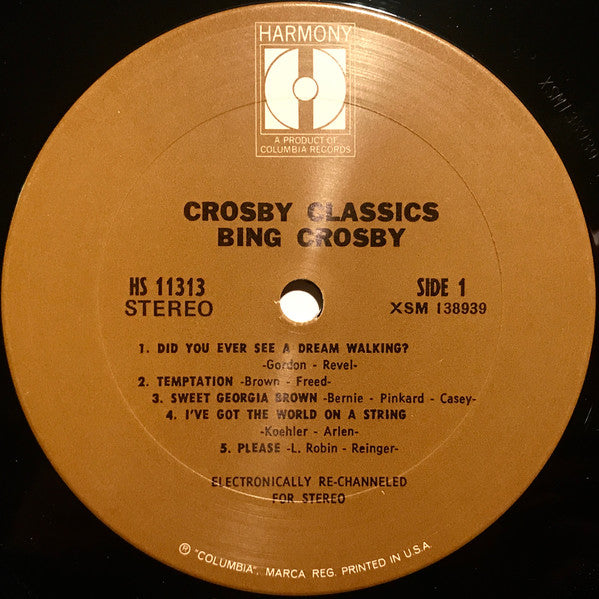 HARMONY
A PRODUCT OF
COLUMBIA RECORDS
CROSBY CLASSICS
BING CROSBY
HS 11313
STEREO
SIDE 1
XSM 138939
1. DID YOU EVER SEE A DREAM WALKING?
-Gordon - Revel-
2. TEMPTATION -Brown - Freed-
3. SWEET GEORGIA BROWN -Bernie - Pinkard - Casey-
4. I'VE GOT THE WORLD ON A STRING
-Koehler - Arlen-
5. PLEASE -L. Robin - Reinger-
ELECTRONICALLY RE-CHANNELED
FOR STEREO
℗ "COLUMBIA", MARCA REG. PRINTED IN U.S.A.